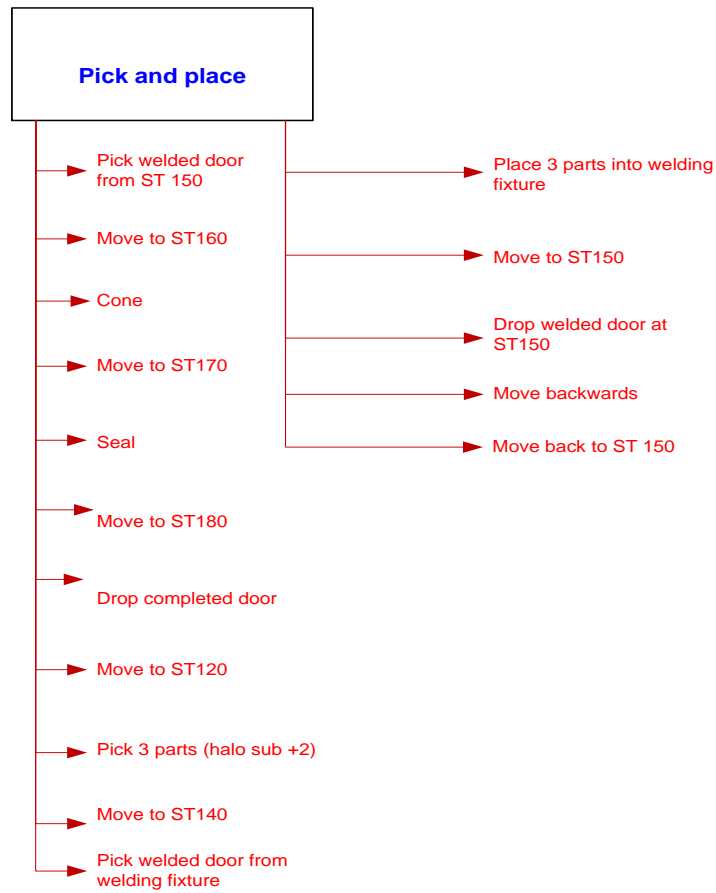 Pick and place
Pick welded door
from ST 150
Move to ST160
Cone
Move to ST170
Seal
Move to ST180
Drop completed door
Move to ST120
Pick 3 parts (halo sub +2)
Move to ST140
Pick welded door from
welding fixture
Place 3 parts into welding
fixture
Move to ST150
Drop welded door at
ST150
Move backwards
Move back to ST 150